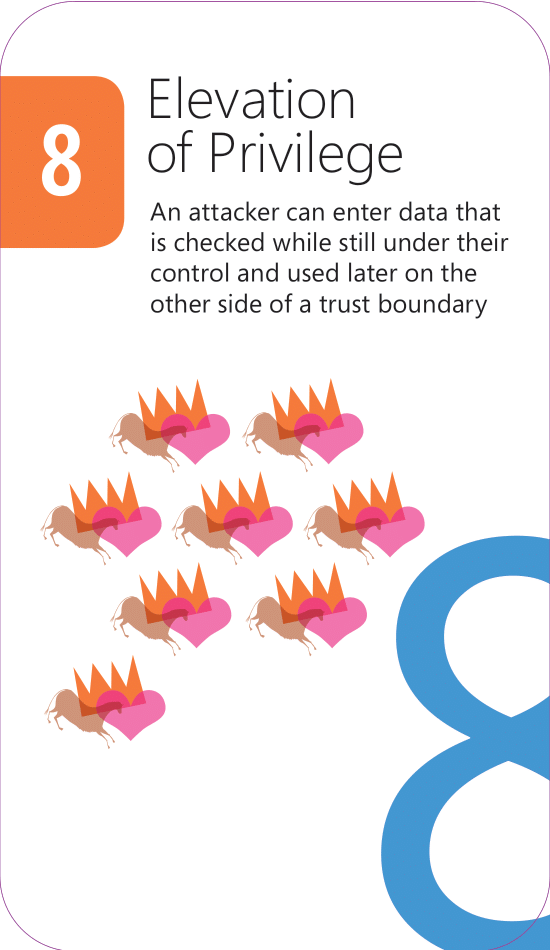 8
Elevation
of Privilege
An attacker can enter data that
is checked while still under their
control and used later on the
other side of a trust boundary
8